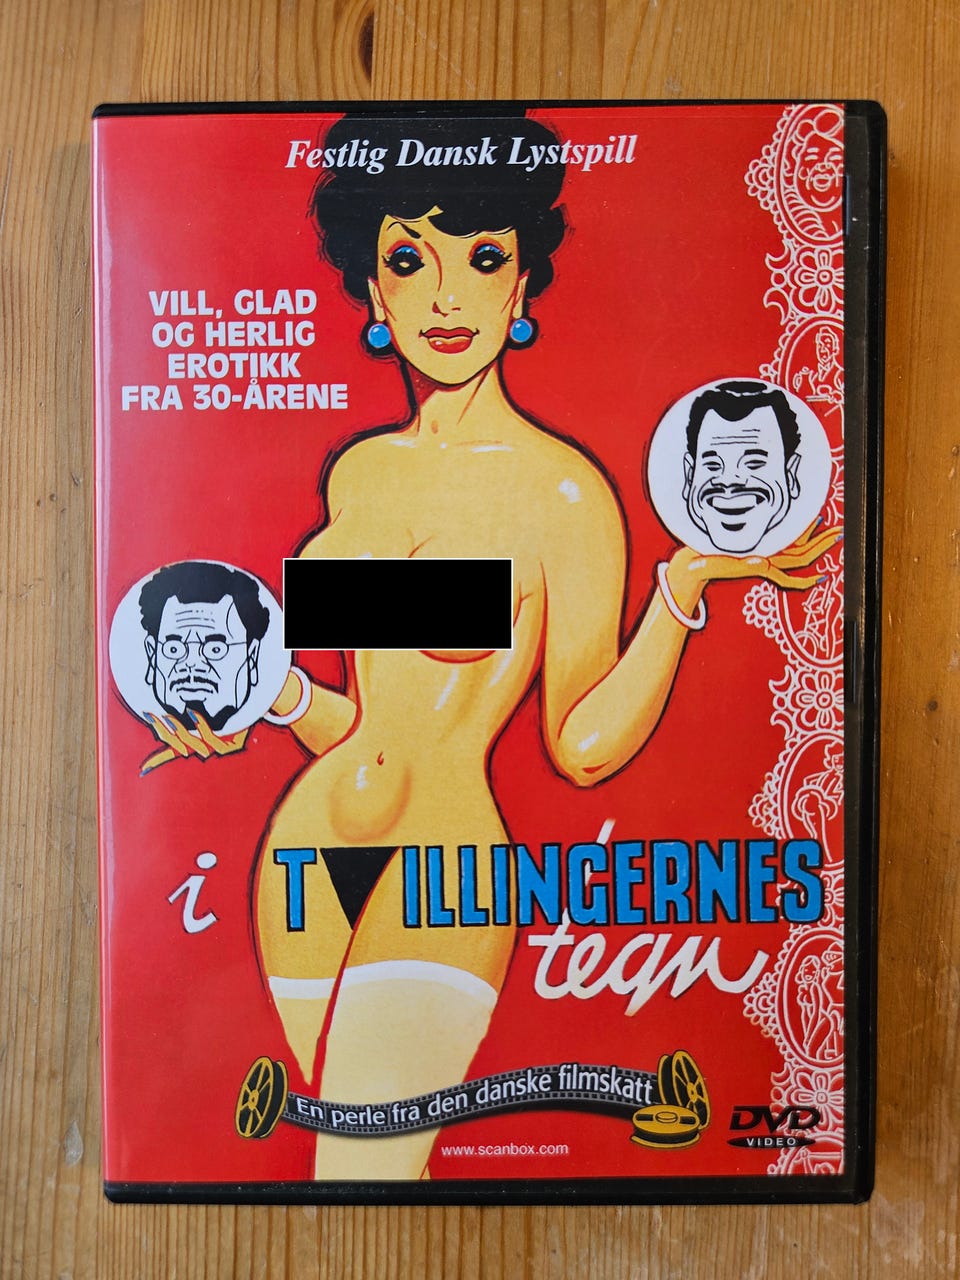 Festlig Dansk Lystspill
VILL, GLAD
OG HERLIG
EROTIKK
FRA 30-ÅRENE
i TVILLINGERNES
tegn
En perle fra den danske filmskatt
www.scanbox.com
DVD
VIDEO